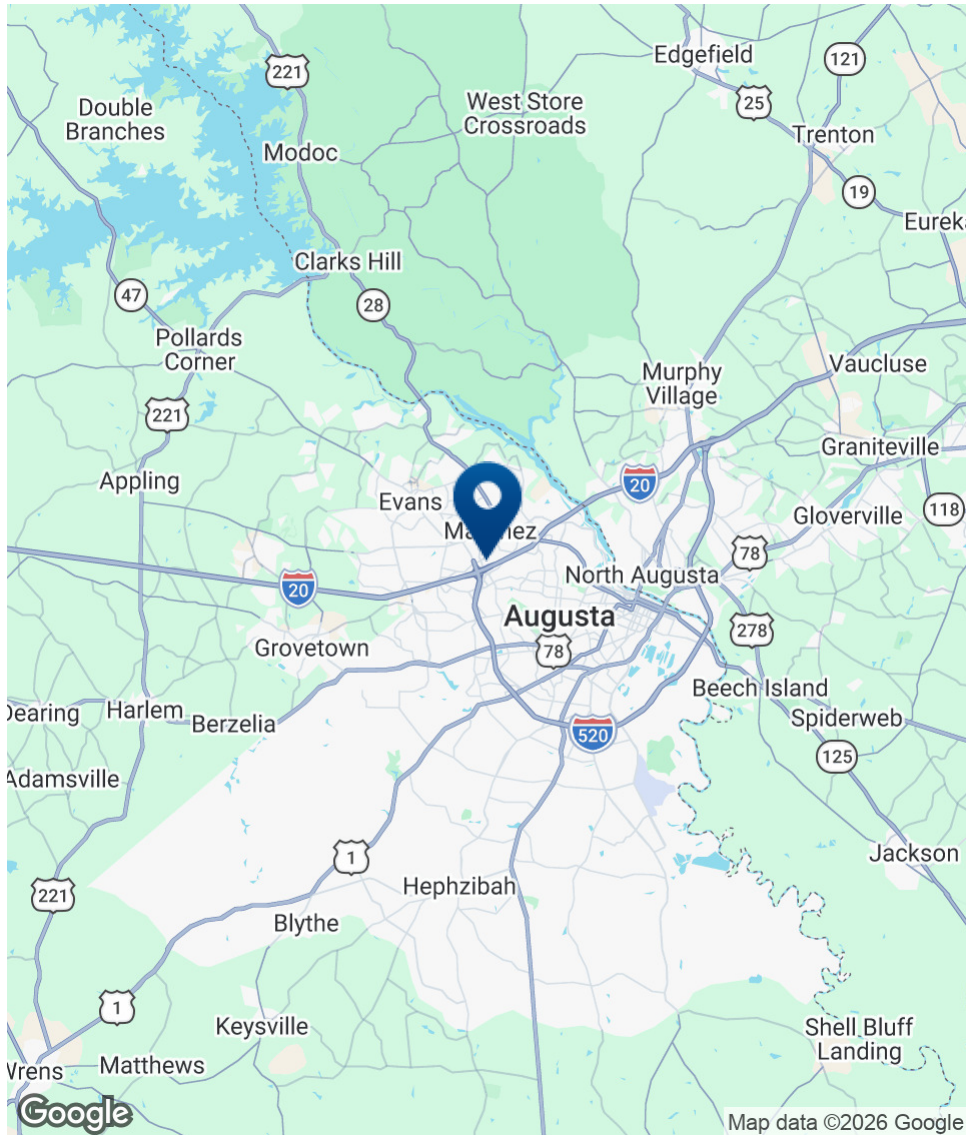 Edgefield
121
221
25
Double
Branches
West Store
Crossroads
Trenton
Modoc
19
Eureka
Clarks Hill
47
28
Pollards
Corner
Vaucluse
Murphy
Village
221
Graniteville
Appling
20
Evans
118
Gloverville
Martinez
78
North Augusta
20
Augusta
278
Grovetown
78
Beech Island
Dearing
Harlem
Berzelia
Spiderweb
520
125
Adamsville
1
Jackson
Hephzibah
221
Blythe
1
Keysville
Shell Bluff
Landing
Wrens
Matthews
Google
Map data ©2026 Google